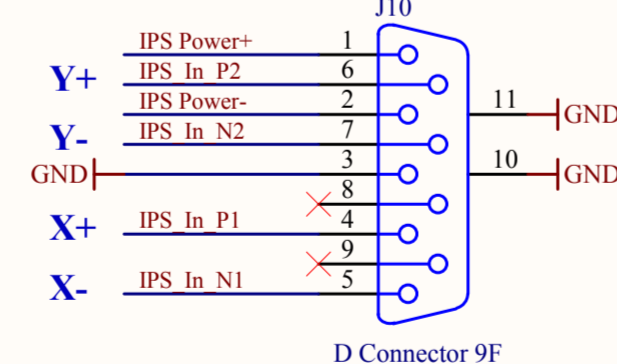 J10
IPS Power+ 1
Y+ IPS_In_P2 6
IPS Power- 2 11 GND
Y- IPS_In_N2 7
GND 3 10 GND
8
X+ IPS_In_P1 4
9
X- IPS_In_N1 5
D Connector 9F